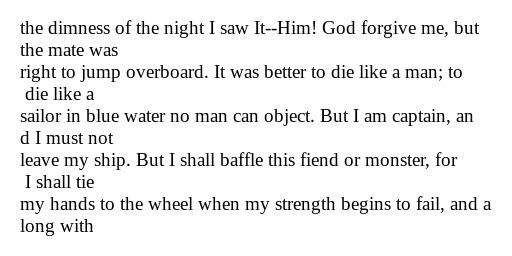 the dimness of the night I saw It--Him! God forgive me, but
the mate was
right to jump overboard. It was better to die like a man; to
die like a
sailor in blue water no man can object. But I am captain, an
d I must not
leave my ship. But I shall baffle this fiend or monster, for
I shall tie
my hands to the wheel when my strength begins to fail, and a
long with